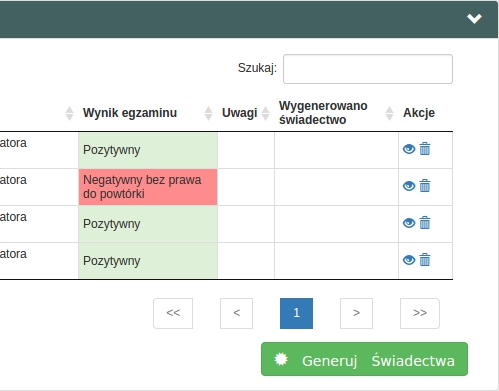 Szukaj:
Wynik egzaminu Uwagi Wygenerowano świadectwo Akcje
atora Pozytywny
atora Negatywny bez prawa do powtórki
atora Pozytywny
atora Pozytywny
<< < 1 > >>
Generuj Świadectwa